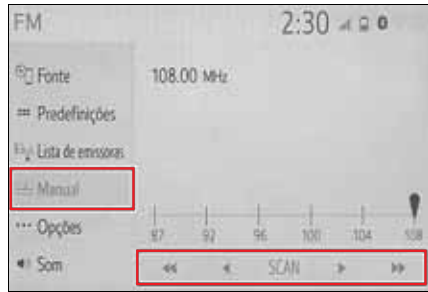 FM 2:30
Fonte 108.00 MHz
Predefinições
Lista de emissoras
Manual
Opções
87 92 96 100 104 108
Som SCAN